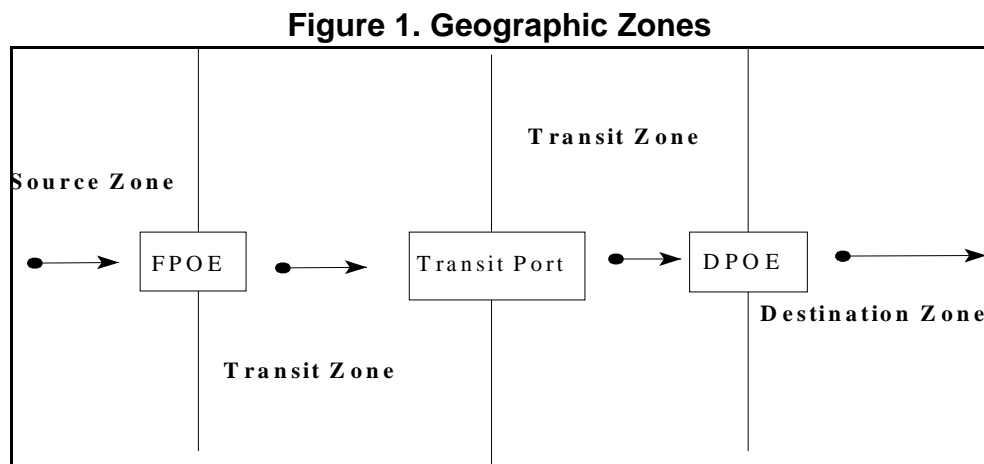 Figure 1. Geographic Zones
Transit Zone
Source Zone
FPOE
Transit Port
DPOE
Destination Zone
Transit Zone